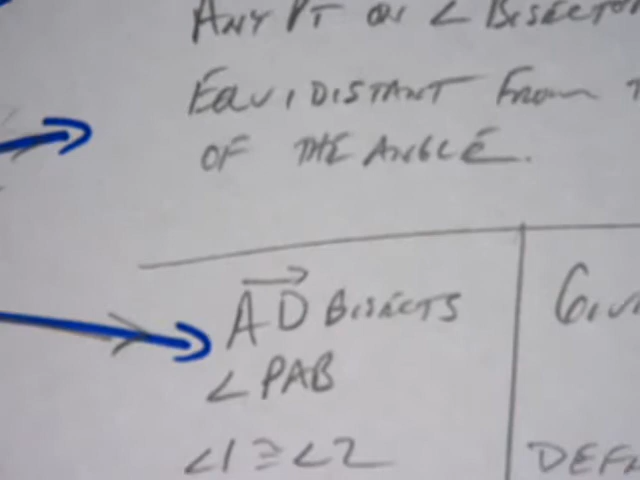 ANY PT ON ∠ BISECTOR
EQUIDISTANT FROM
OF THE ANGLE.
AD BISECTS
∠PAB
∠1 ≅ ∠2